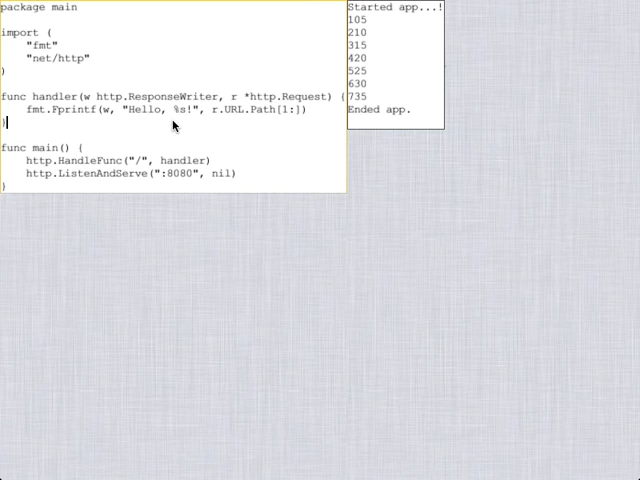 package main
import (
"fmt"
"net/http"
)
func handler(w http.ResponseWriter, r *http.Request) {
fmt.Fprintf(w, "Hello, %s!", r.URL.Path[1:])
}
func main() {
http.HandleFunc("/", handler)
http.ListenAndServe(":8080", nil)
}
Started app...!
105
210
315
420
525
630
735
Ended app.